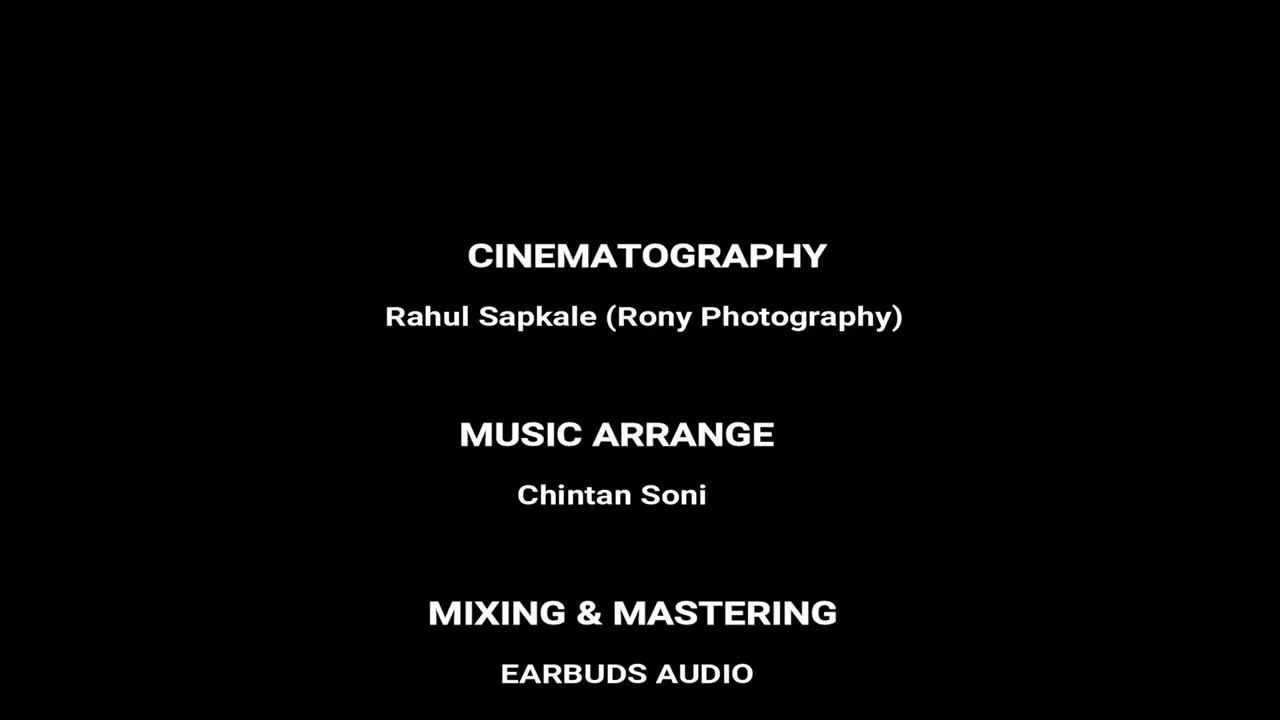 CINEMATOGRAPHY
Rahul Sapkale (Rony Photography)
MUSIC ARRANGE
Chintan Soni
MIXING & MASTERING
EARBUDS AUDIO